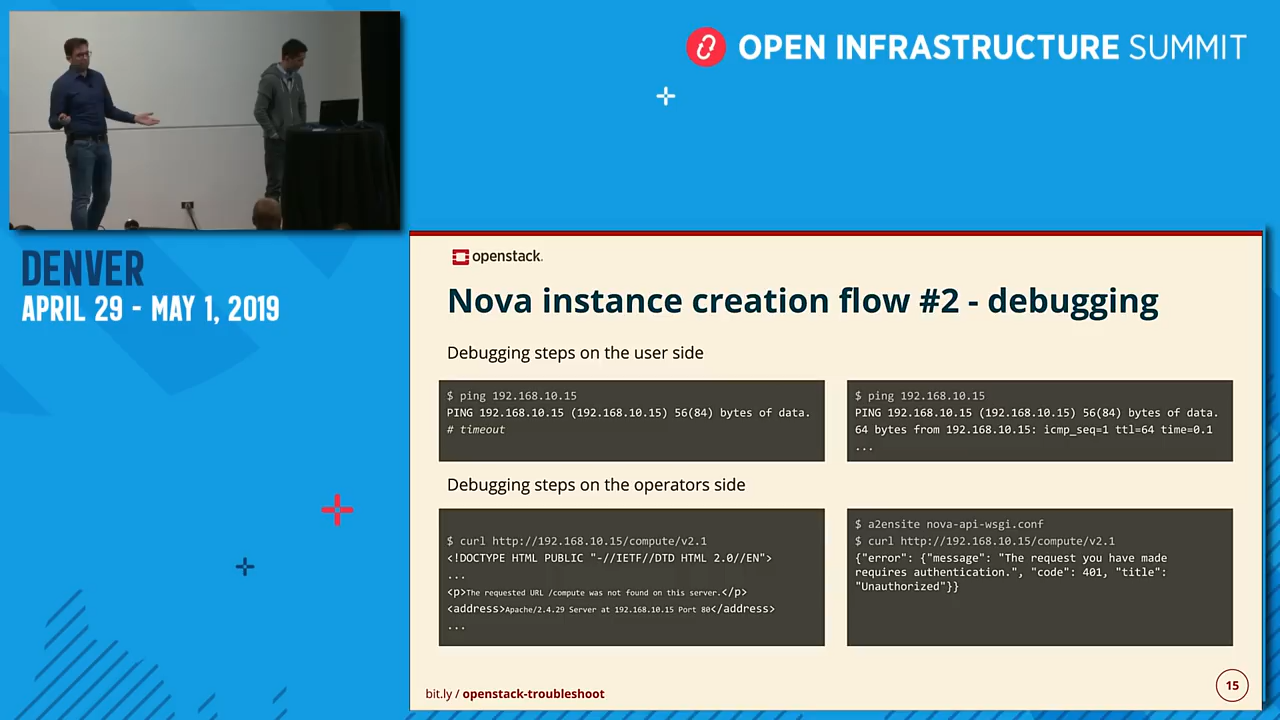 OPEN INFRASTRUCTURE SUMMIT
DENVER
APRIL 29 - MAY 1, 2019
openstack.
Nova instance creation flow #2 - debugging
Debugging steps on the user side
$ ping 192.168.10.15
PING 192.168.10.15 (192.168.10.15) 56(84) bytes of data.
# timeout
$ ping 192.168.10.15
PING 192.168.10.15 (192.168.10.15) 56(84) bytes of data.
64 bytes from 192.168.10.15: icmp_seq=1 ttl=64 time=0.1
...
Debugging steps on the operators side
$ curl http://192.168.10.15/compute/v2.1
<!DOCTYPE HTML PUBLIC "-//IETF//DTD HTML 2.0//EN">
...
<p>The requested URL /compute was not found on this server.</p>
<address>Apache/2.4.29 Server at 192.168.10.15 Port 80</address>
...
$ a2ensite nova-api-wsgi.conf
$ curl http://192.168.10.15/compute/v2.1
{"error": {"message": "The request you have made
requires authentication.", "code": 401, "title":
"Unauthorized"}}
bit.ly / openstack-troubleshoot
15